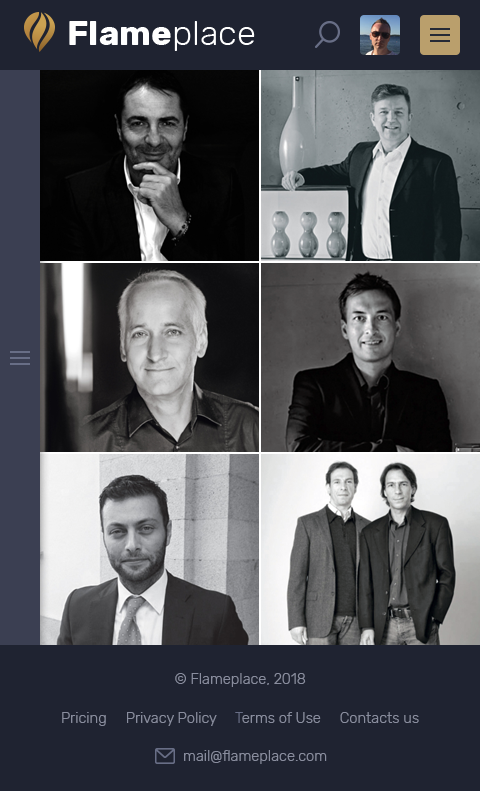 Flameplace
© Flameplace, 2018
Pricing Privacy Policy Terms of Use Contacts us
mail@flameplace.com